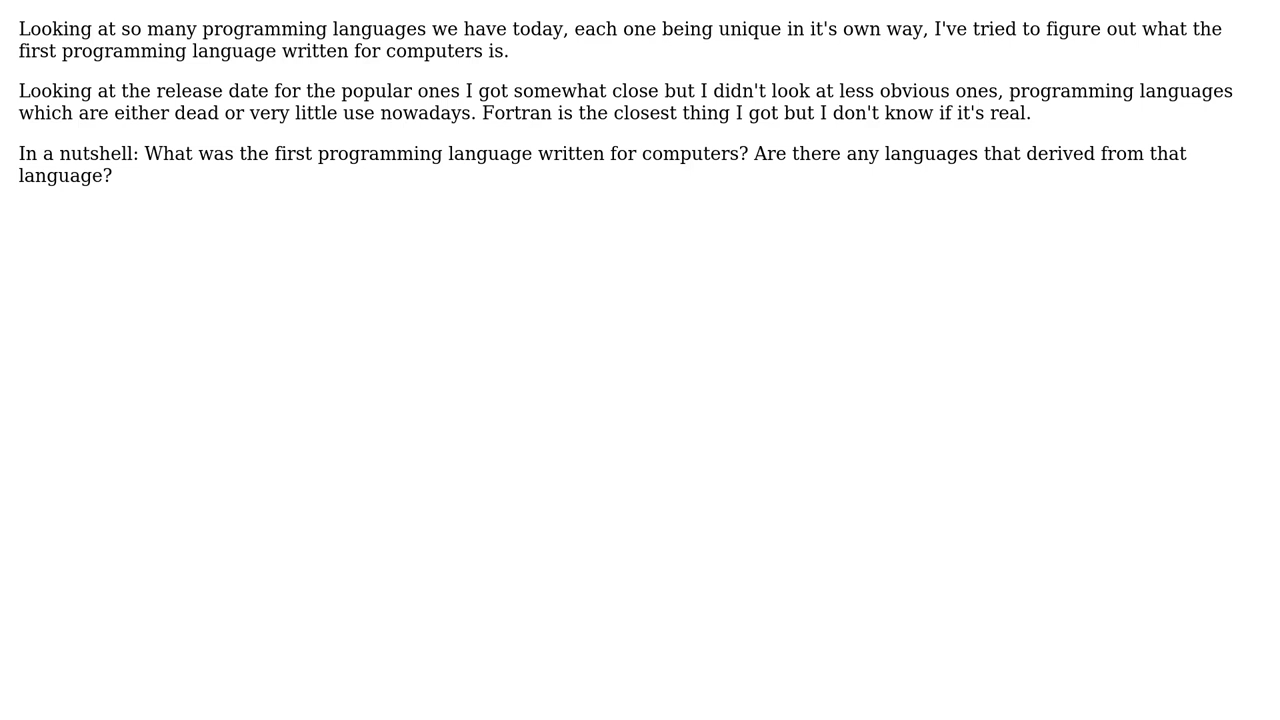 Looking at so many programming languages we have today, each one being unique in it's own way, I've tried to figure out what the
first programming language written for computers is.
Looking at the release date for the popular ones I got somewhat close but I didn't look at less obvious ones, programming languages
which are either dead or very little use nowadays. Fortran is the closest thing I got but I don't know if it's real.
In a nutshell: What was the first programming language written for computers? Are there any languages that derived from that
language?